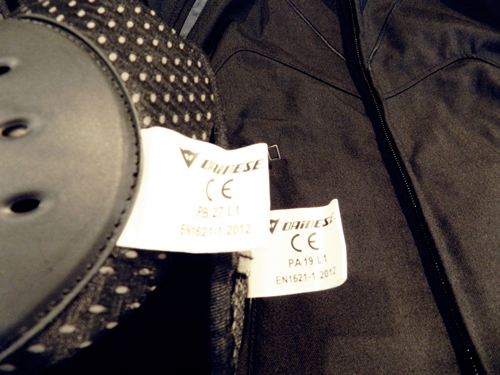 DAINESE
CE
PB 27 L1
EN1621-1:2012
DAINESE
CE
PA 19 L1
EN1621-1:2012